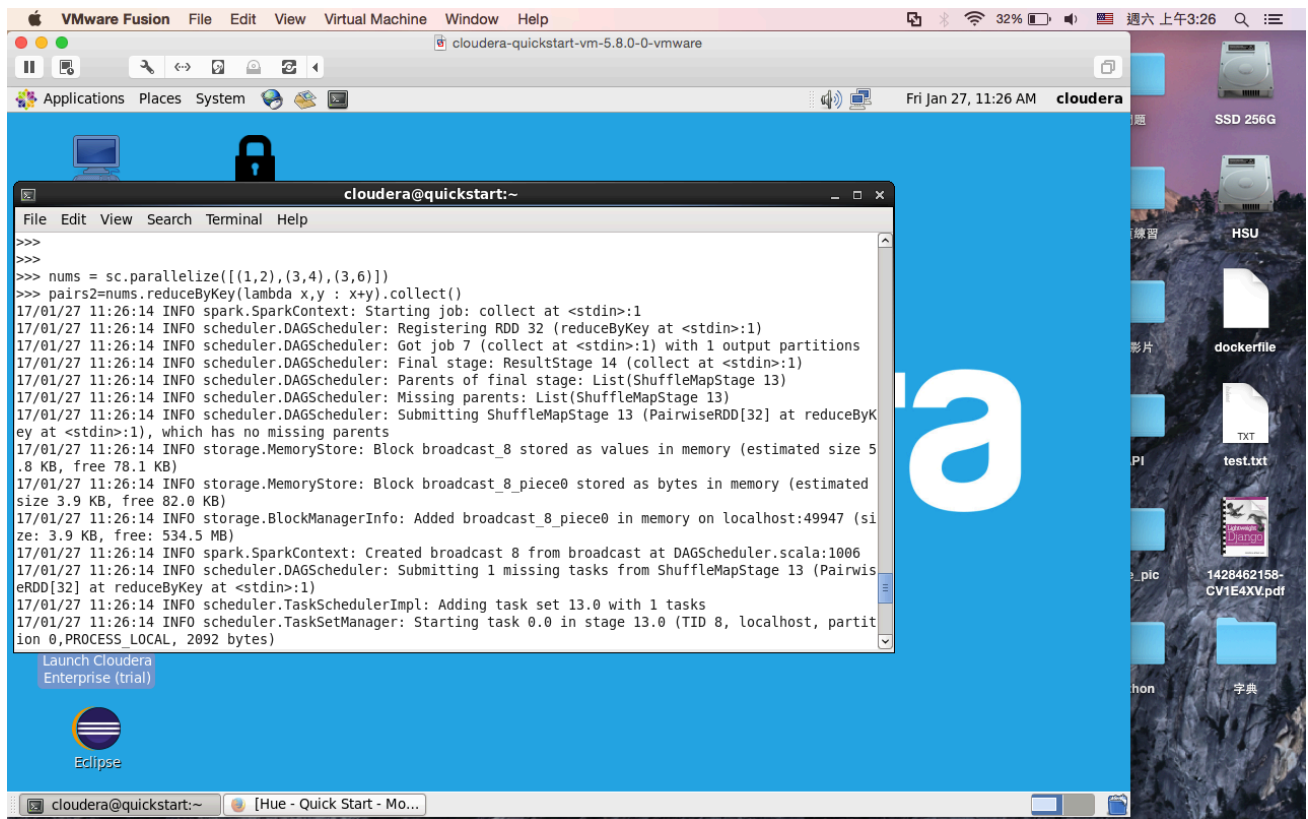 VMware Fusion File Edit View Virtual Machine Window Help 32% 週六 上午3:26
cloudera-quickstart-vm-5.8.0-0-vmware
Applications Places System Fri Jan 27, 11:26 AM cloudera
題
SSD 256G
cloudera@quickstart:~
File Edit View Search Terminal Help
>>>
>>>
>>> nums = sc.parallelize([(1,2),(3,4),(3,6)])
>>> pairs2=nums.reduceByKey(lambda x,y : x+y).collect()
17/01/27 11:26:14 INFO spark.SparkContext: Starting job: collect at <stdin>:1
17/01/27 11:26:14 INFO scheduler.DAGScheduler: Registering RDD 32 (reduceByKey at <stdin>:1)
17/01/27 11:26:14 INFO scheduler.DAGScheduler: Got job 7 (collect at <stdin>:1) with 1 output partitions
17/01/27 11:26:14 INFO scheduler.DAGScheduler: Final stage: ResultStage 14 (collect at <stdin>:1)
17/01/27 11:26:14 INFO scheduler.DAGScheduler: Parents of final stage: List(ShuffleMapStage 13)
17/01/27 11:26:14 INFO scheduler.DAGScheduler: Missing parents: List(ShuffleMapStage 13)
17/01/27 11:26:14 INFO scheduler.DAGScheduler: Submitting ShuffleMapStage 13 (PairwiseRDD[32] at reduceByK
ey at <stdin>:1), which has no missing parents
17/01/27 11:26:14 INFO storage.MemoryStore: Block broadcast_8 stored as values in memory (estimated size 5
.8 KB, free 78.1 KB)
17/01/27 11:26:14 INFO storage.MemoryStore: Block broadcast_8_piece0 stored as bytes in memory (estimated
size 3.9 KB, free 82.0 KB)
17/01/27 11:26:14 INFO storage.BlockManagerInfo: Added broadcast_8_piece0 in memory on localhost:49947 (si
ze: 3.9 KB, free: 534.5 MB)
17/01/27 11:26:14 INFO spark.SparkContext: Created broadcast 8 from broadcast at DAGScheduler.scala:1006
17/01/27 11:26:14 INFO scheduler.DAGScheduler: Submitting 1 missing tasks from ShuffleMapStage 13 (Pairwis
eRDD[32] at reduceByKey at <stdin>:1)
17/01/27 11:26:14 INFO scheduler.TaskSchedulerImpl: Adding task set 13.0 with 1 tasks
17/01/27 11:26:14 INFO scheduler.TaskSetManager: Starting task 0.0 in stage 13.0 (TID 8, localhost, partit
ion 0,PROCESS_LOCAL, 2092 bytes)
ra
練習
HSU
影片
dockerfile
TXT
PI
test.txt
Lightweight
Django
e_pic
1428462158-
CV1E4XV.pdf
Launch Cloudera
Enterprise (trial)
thon
字典
Eclipse
cloudera@quickstart:~ [Hue - Quick Start - Mo...